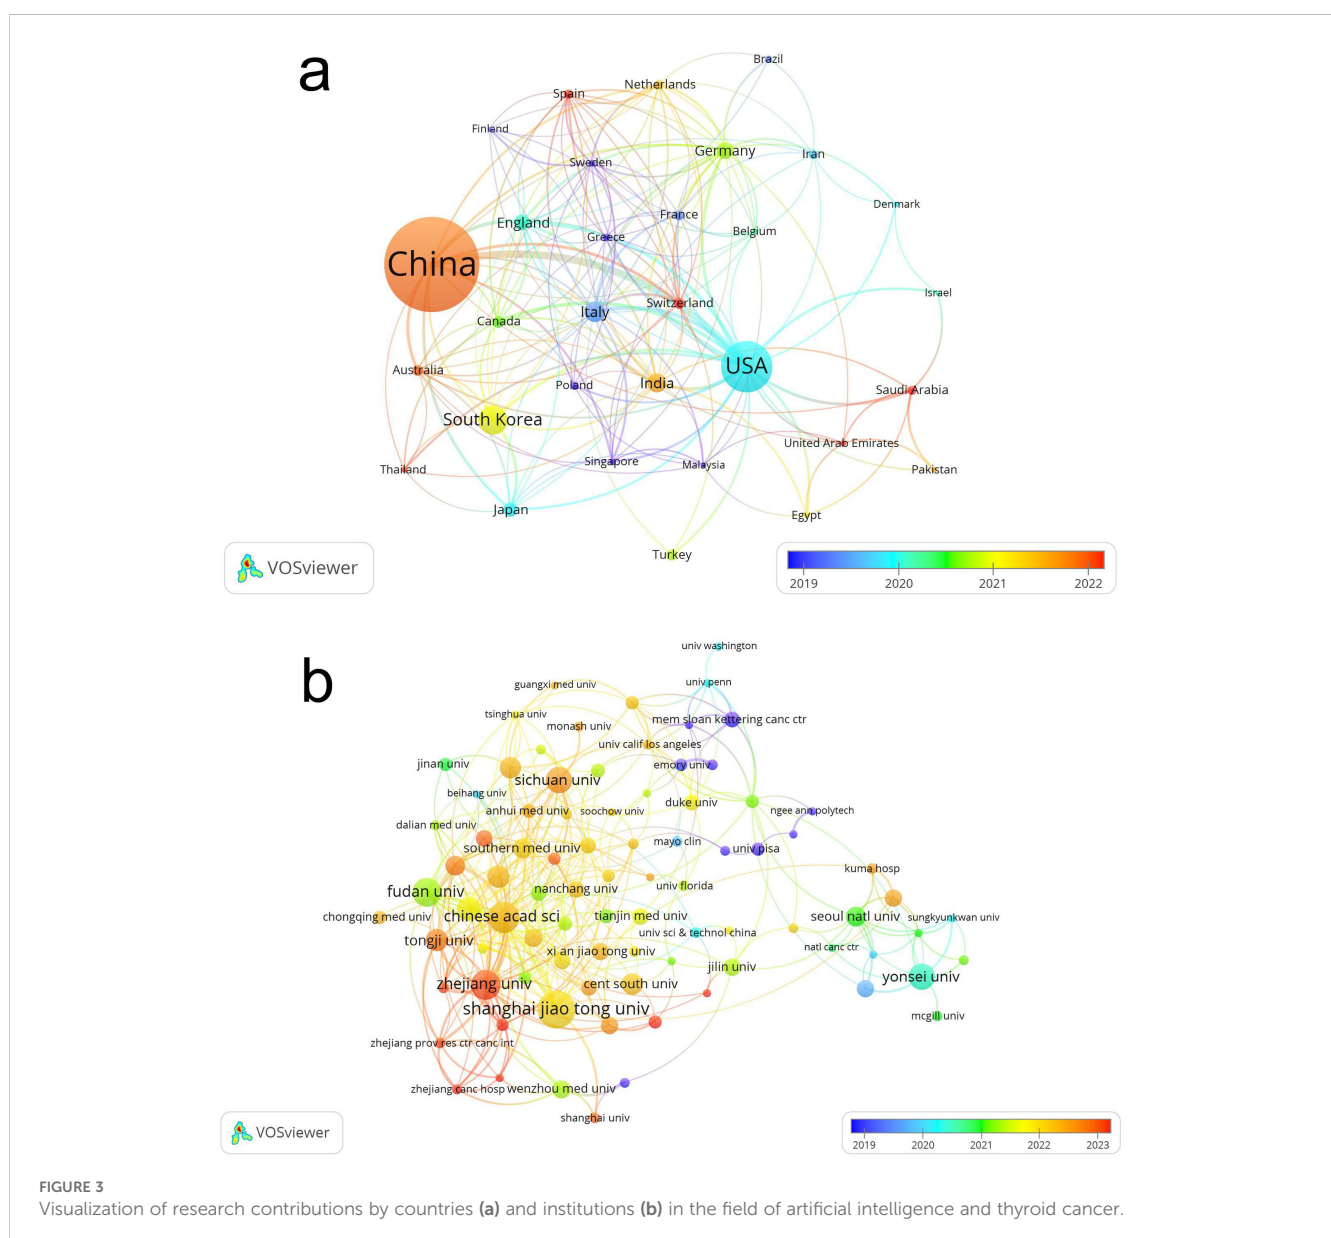 a
Brazil
Netherlands
Spain
Finland
Germany
Iran
Sweden
Denmark
France
England
Belgium
Greece
China
Israel
Switzerland
Italy
Canada
USA
Australia
India
Poland
Saudi Arabia
South Korea
United Arab Emirates
Singapore
Malaysia
Thailand
Pakistan
Japan
Egypt
Turkey
VOSviewer
2019 2020 2021 2022
b
univ washington
univ penn
guangxi med univ
tsinghua univ
mem sloan kettering canc ctr
monash univ
univ calif los angeles
jinan univ
emory univ
sichuan univ
beihang univ
duke univ
anhui med univ
soochow univ
ngee ann polytech
dalian med univ
mayo clin
southern med univ
univ pisa
kuma hosp
fudan univ
nanchang univ
univ florida
chongqing med univ
chinese acad sci
tianjin med univ
seoul natl univ
sungkyunkwan univ
univ sci & technol china
tongji univ
natl canc ctr
xi an jiao tong univ
jilin univ
yonsei univ
zhejiang univ
cent south univ
shanghai jiao tong univ
mcgill univ
zhejiang prov res ctr canc int
zhejiang canc hosp
wenzhou med univ
shanghai univ
VOSviewer
2019 2020 2021 2022 2023
FIGURE 3
Visualization of research contributions by countries (a) and institutions (b) in the field of artificial intelligence and thyroid cancer.